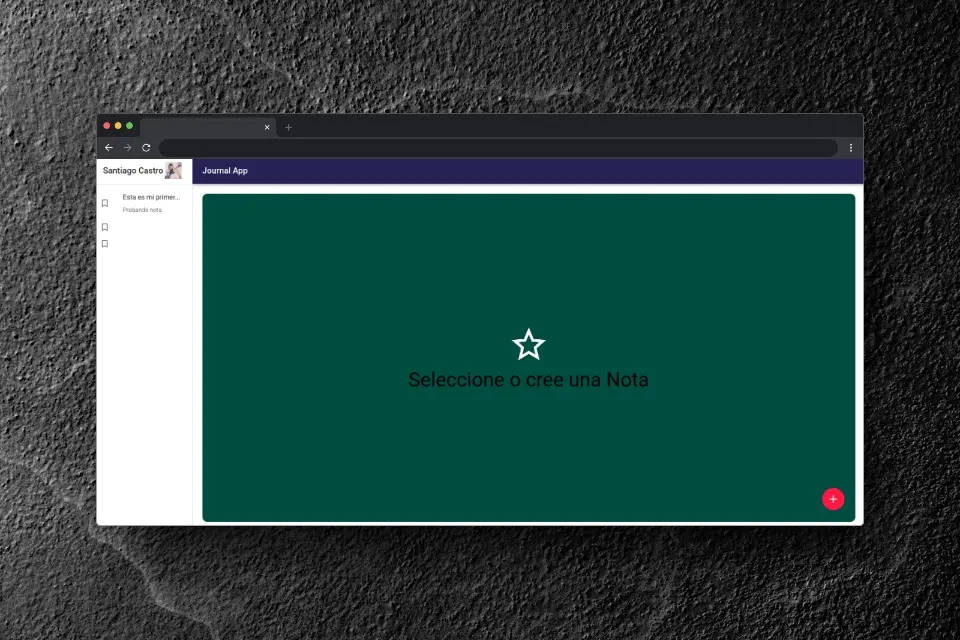 Santiago Castro
Journal App
Esta es mi primer...
Probando nota
Seleccione o cree una Nota